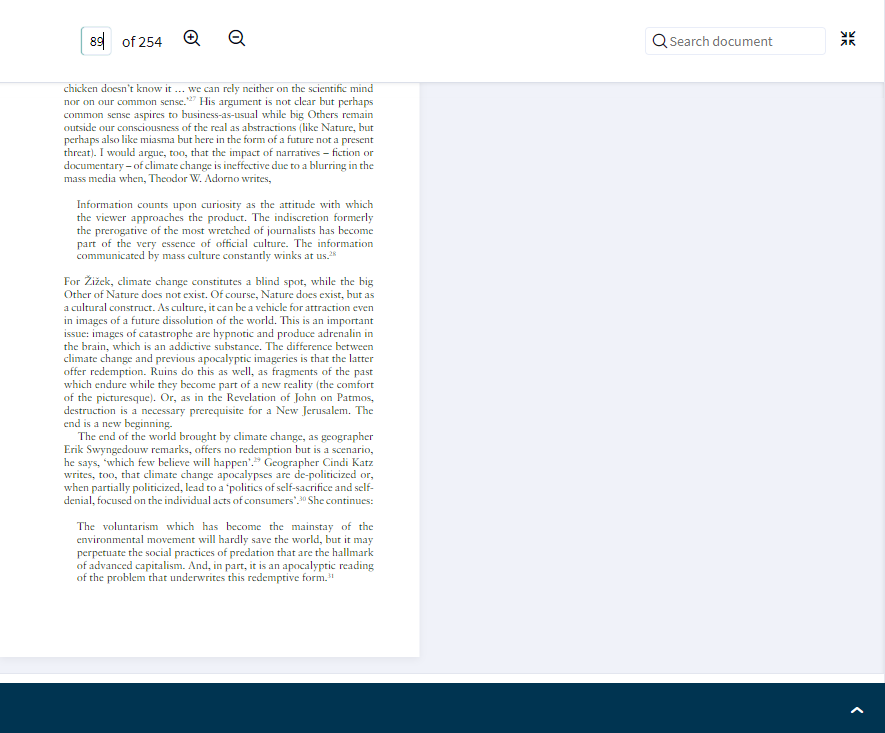 89 of 254
Search document
chicken doesn't know it … we can rely neither on the scientific mind
nor on our common sense.'27 His argument is not clear but perhaps
common sense aspires to business-as-usual while big Others remain
outside our consciousness of the real as abstractions (like Nature, but
perhaps also like miasma but here in the form of a future not a present
threat). I would argue, too, that the impact of narratives – fiction or
documentary – of climate change is ineffective due to a blurring in the
mass media when, Theodor W. Adorno writes,
Information counts upon curiosity as the attitude with which
the viewer approaches the product. The indiscretion formerly
the prerogative of the most wretched of journalists has become
part of the very essence of official culture. The information
communicated by mass culture constantly winks at us.28
For Žižek, climate change constitutes a blind spot, while the big
Other of Nature does not exist. Of course, Nature does exist, but as
a cultural construct. As culture, it can be a vehicle for attraction even
in images of a future dissolution of the world. This is an important
issue: images of catastrophe are hypnotic and produce adrenalin in
the brain, which is an addictive substance. The difference between
climate change and previous apocalyptic imageries is that the latter
offer redemption. Ruins do this as well, as fragments of the past
which endure while they become part of a new reality (the comfort
of the picturesque). Or, as in the Revelation of John on Patmos,
destruction is a necessary prerequisite for a New Jerusalem. The
end is a new beginning.
The end of the world brought by climate change, as geographer
Erik Swyngedouw remarks, offers no redemption but is a scenario,
he says, 'which few believe will happen'.29 Geographer Cindi Katz
writes, too, that climate change apocalypses are de-politicized or,
when partially politicized, lead to a 'politics of self-sacrifice and self-
denial, focused on the individual acts of consumers'.30 She continues:
The voluntarism which has become the mainstay of the
environmental movement will hardly save the world, but it may
perpetuate the social practices of predation that are the hallmark
of advanced capitalism. And, in part, it is an apocalyptic reading
of the problem that underwrites this redemptive form.31